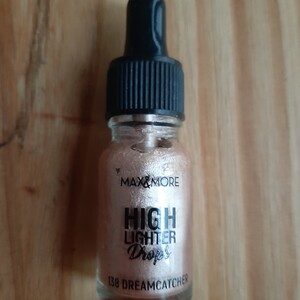 MAX&MORE
HIGH
LIGHTER
Drops
138 DREAMCATCHER